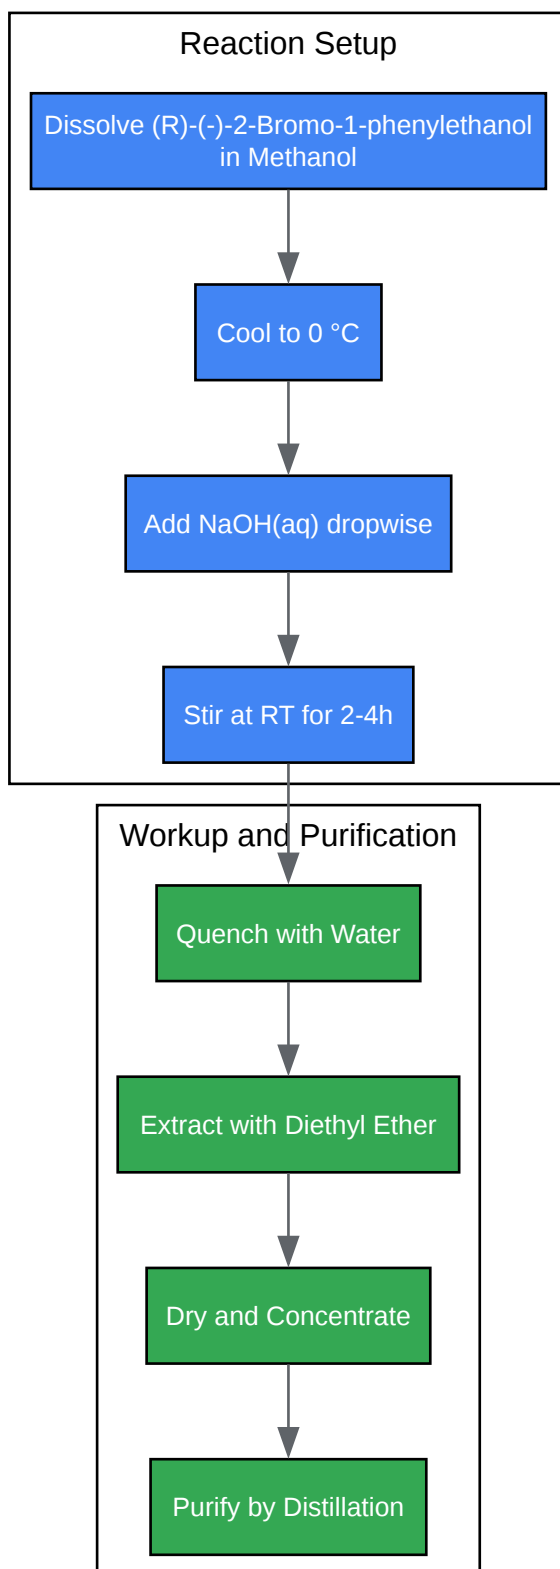 Reaction Setup
Dissolve (R)-(-)-2-Bromo-1-phenylethanol
in Methanol
Cool to 0 °C
Add NaOH(aq) dropwise
Stir at RT for 2-4h
Workup and Purification
Quench with Water
Extract with Diethyl Ether
Dry and Concentrate
Purify by Distillation